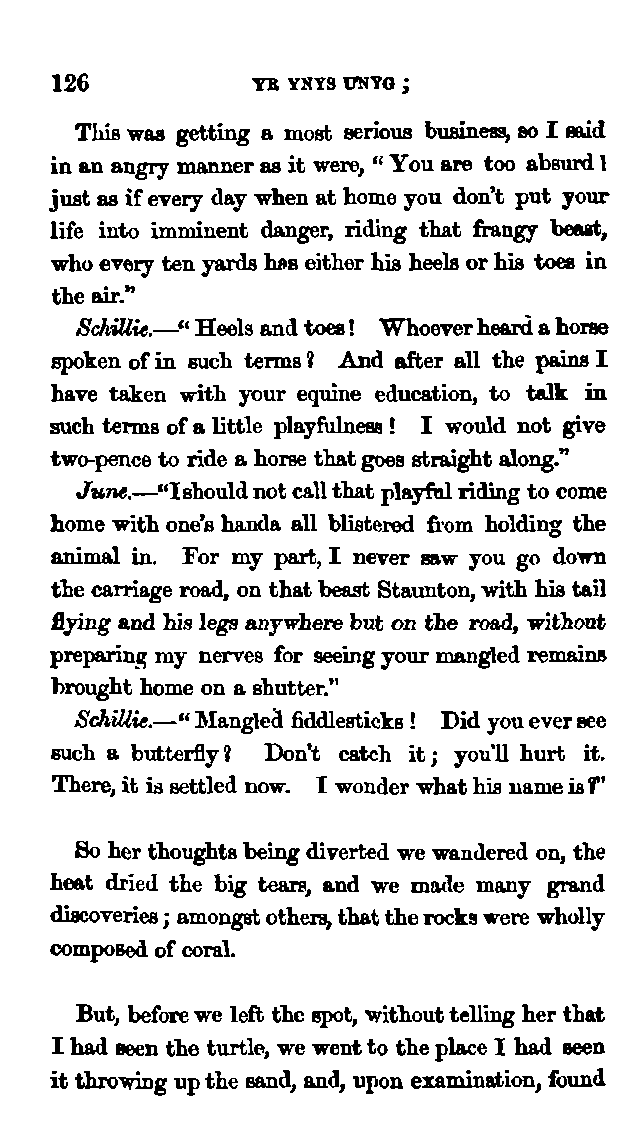 126 YR YNYS UNYG ;
This was getting a most serious business, so I said
in an angry manner as it were, “ You are too absurd !
just as if every day when at home you don’t put your
life into imminent danger, riding that frangy beast,
who every ten yards has either his heels or his toes in
the air.”
Schillie.—“ Heels and toes ! Whoever heard a horse
spoken of in such terms ? And after all the pains I
have taken with your equine education, to talk in
such terms of a little playfulness ! I would not give
two-pence to ride a horse that goes straight along.”
June.—“I should not call that playful riding to come
home with one’s handa all blistered from holding the
animal in. For my part, I never saw you go down
the carriage road, on that beast Staunton, with his tail
flying and his legs anywhere but on the road, without
preparing my nerves for seeing your mangled remains
brought home on a shutter.”
Schillie.—“ Mangled fiddlesticks ! Did you ever see
such a butterfly ? Don’t catch it ; you’ll hurt it.
There, it is settled now. I wonder what his name is ?”
So her thoughts being diverted we wandered on, the
heat dried the big tears, and we made many grand
discoveries ; amongst others, that the rocks were wholly
composed of coral.
But, before we left the spot, without telling her that
I had seen the turtle, we went to the place I had seen
it throwing up the sand, and, upon examination, found